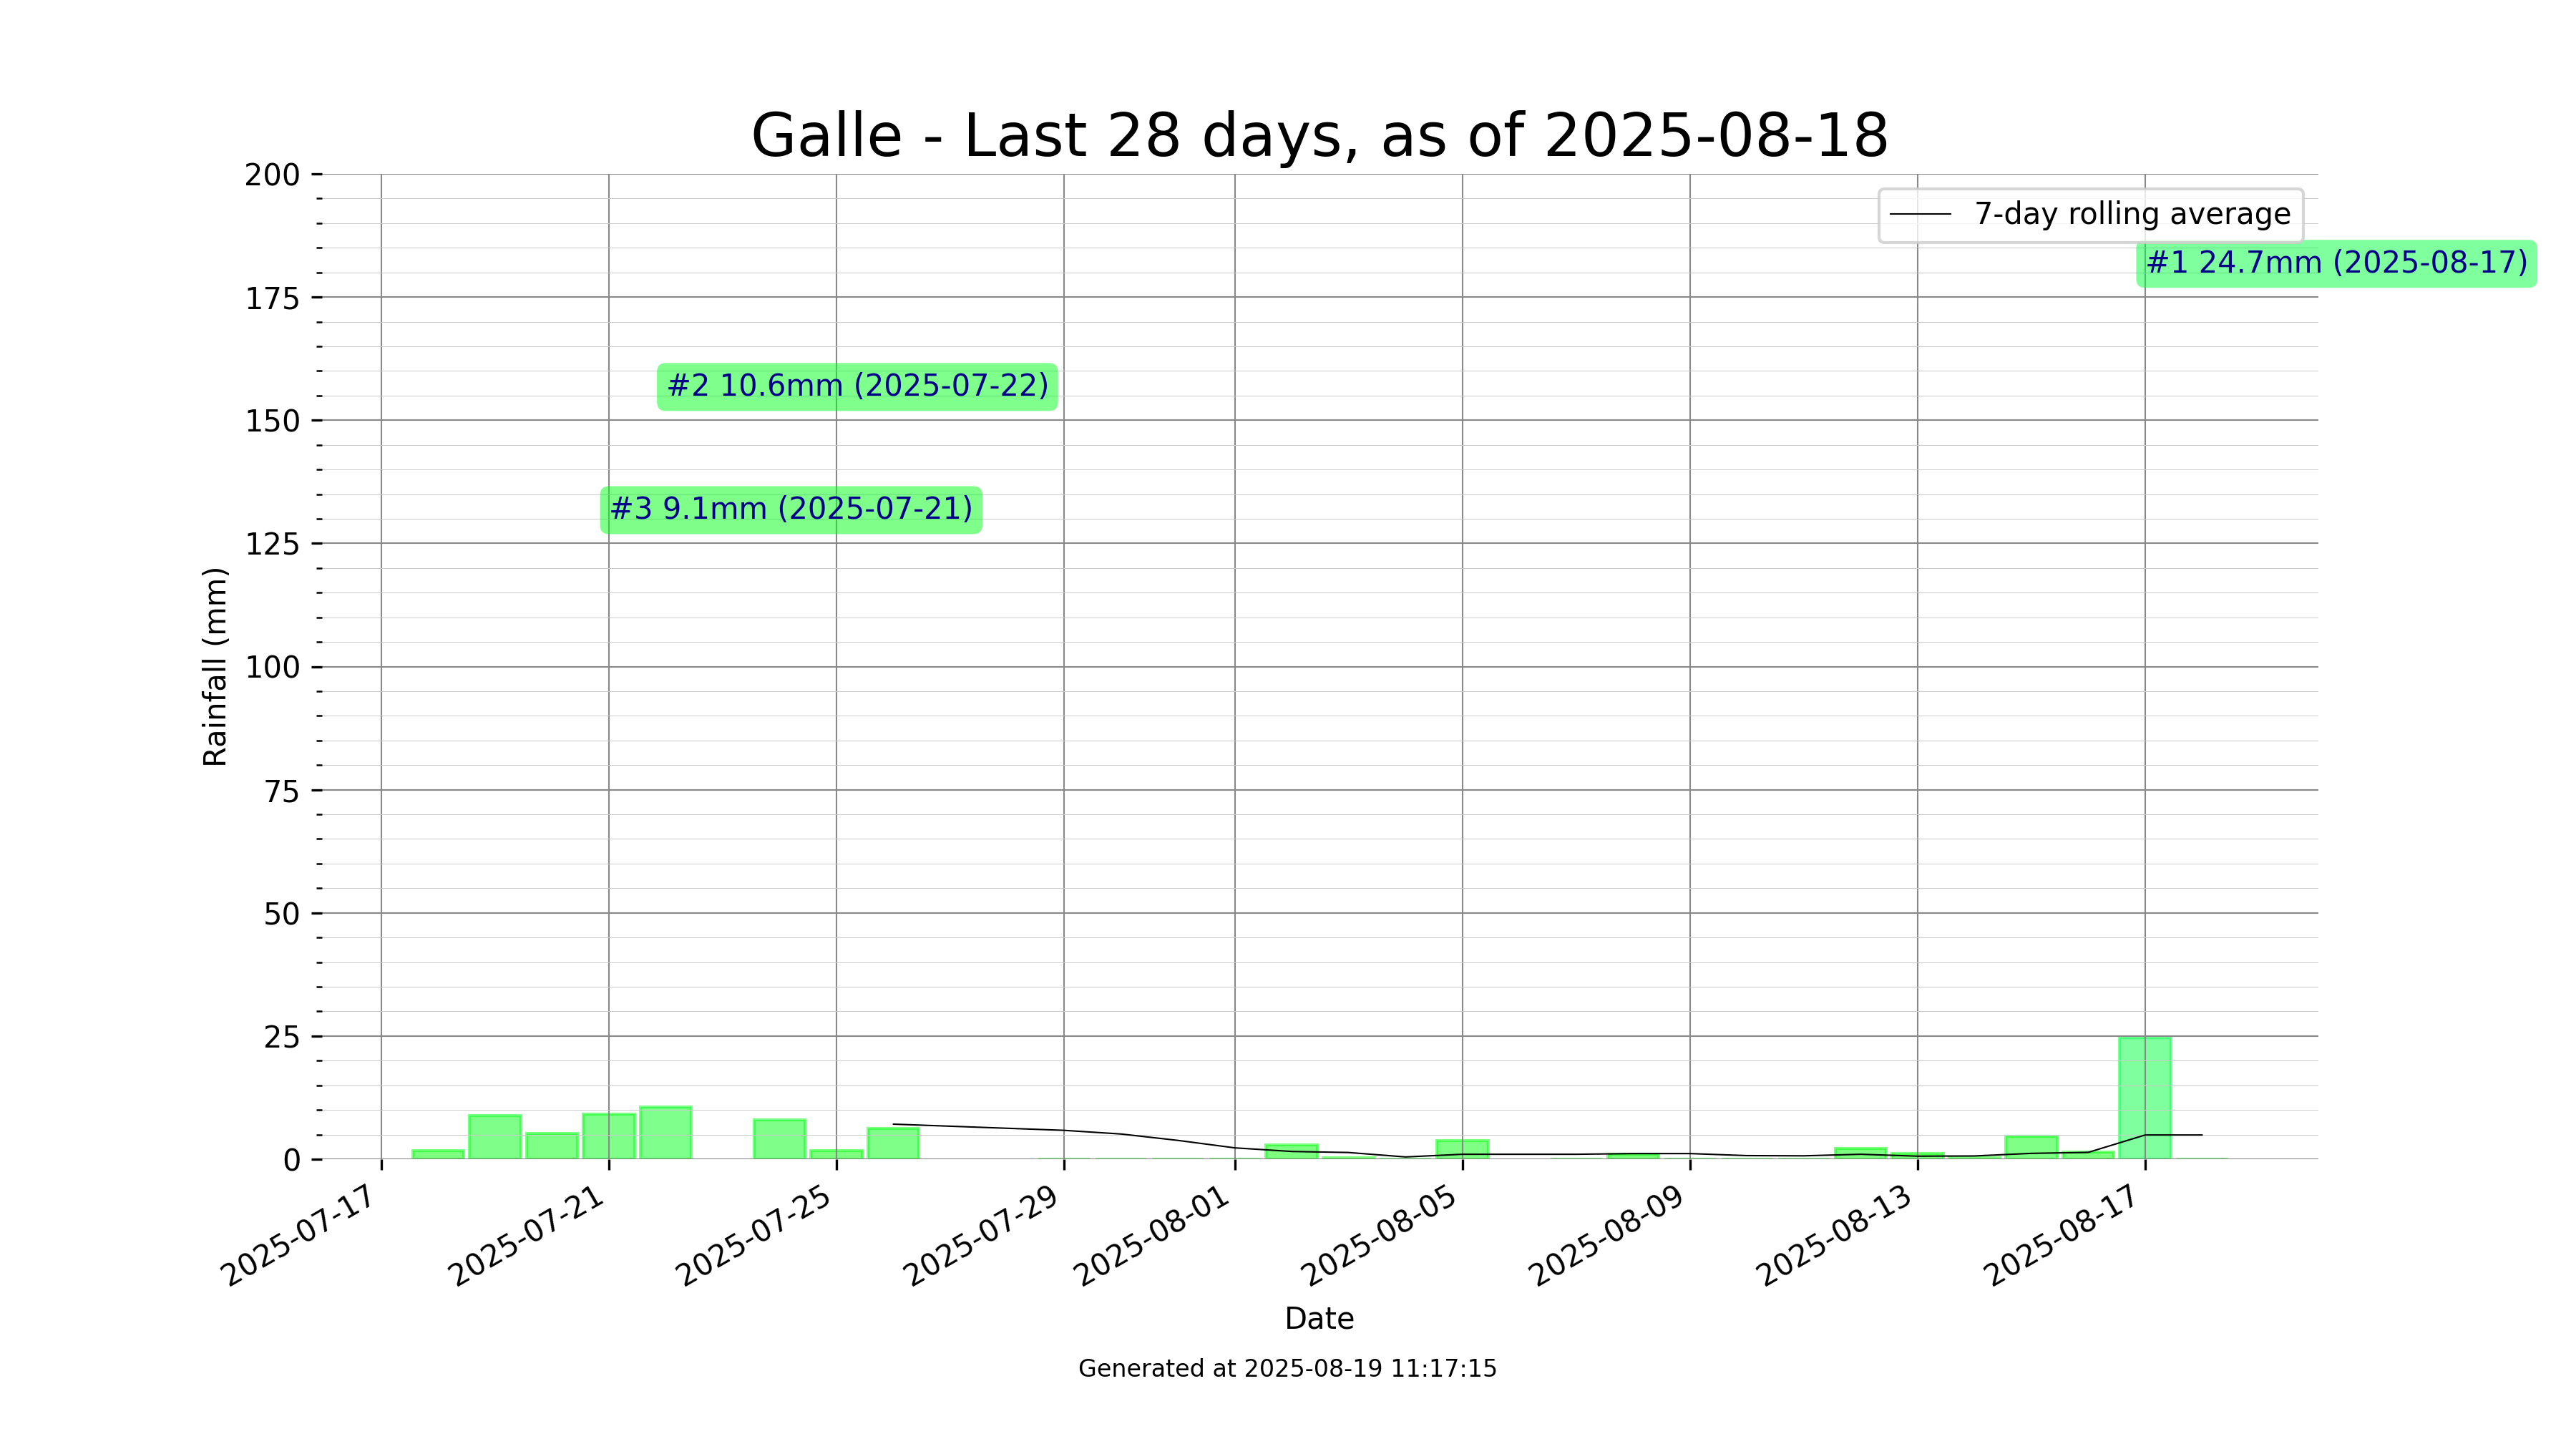 Galle - Last 28 days, as of 2025-08-18
200
175
150
125
100
75
50
25
0
Rainfall (mm)
7-day rolling average
#1 24.7mm (2025-08-17)
#2 10.6mm (2025-07-22)
#3 9.1mm (2025-07-21)
2025-07-17
2025-07-21
2025-07-25
2025-07-29
2025-08-01
2025-08-05
2025-08-09
2025-08-13
2025-08-17
Date
Generated at 2025-08-19 11:17:15